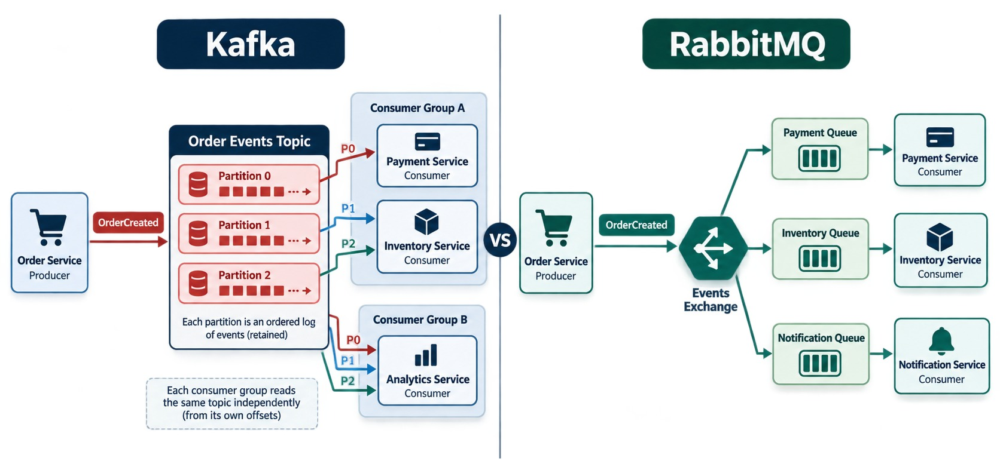 Kafka
Order Service
Producer
OrderCreated
Order Events Topic
Partition 0
Partition 1
Partition 2
Each partition is an ordered log
of events (retained)
Each consumer group reads
the same topic independently
(from its own offsets)
P0
P1
P2
Consumer Group A
Payment Service
Consumer
Inventory Service
Consumer
P0
P1
P2
Consumer Group B
Analytics Service
Consumer
VS
RabbitMQ
Order Service
Producer
OrderCreated
Events
Exchange
Payment Queue
Payment Service
Consumer
Inventory Queue
Inventory Service
Consumer
Notification Queue
Notification Service
Consumer